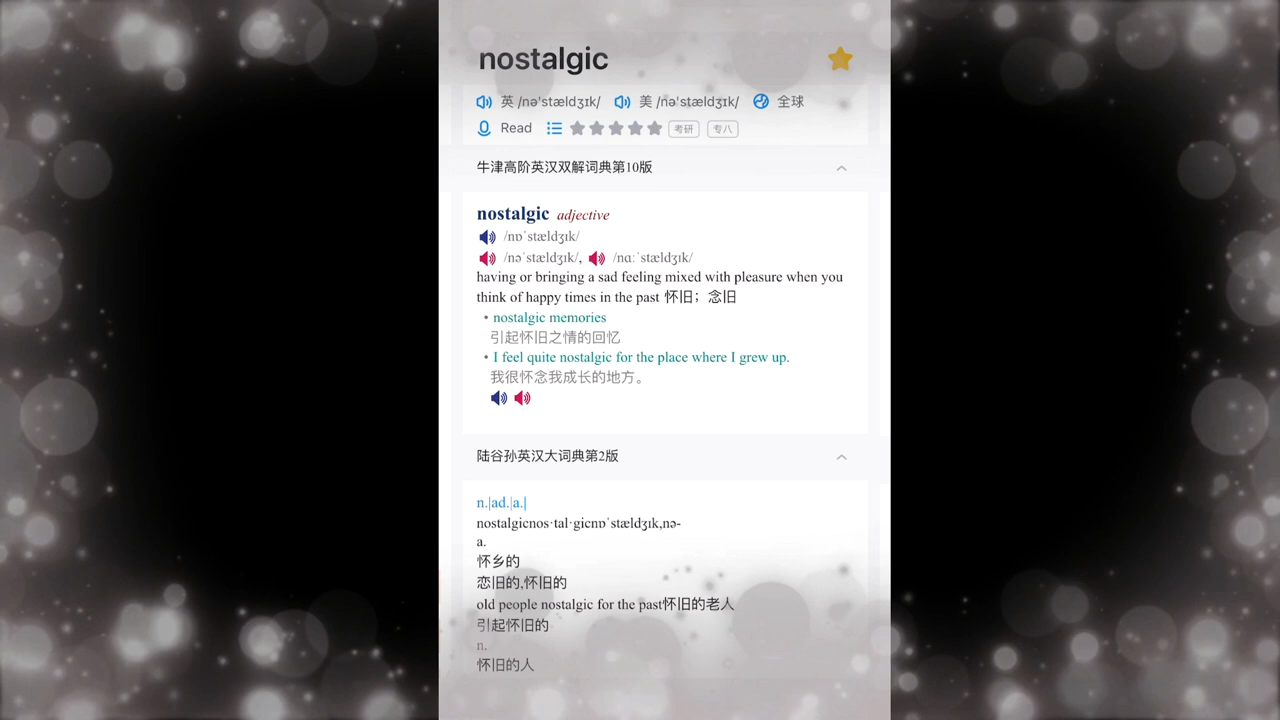 nostalgic
英 /nə'stældʒɪk/ 美 /nə'stældʒɪk/ 全球
Read 考研 专八
牛津高阶英汉双解词典第10版
nostalgic adjective
/nɒˈstældʒɪk/
/nəˈstældʒɪk/, /nɑːˈstældʒɪk/
having or bringing a sad feeling mixed with pleasure when you
think of happy times in the past 怀旧；念旧
• nostalgic memories
引起怀旧之情的回忆
• I feel quite nostalgic for the place where I grew up.
我很怀念我成长的地方。
陆谷孙英汉大词典第2版
n.|ad.|a.|
nostalgicnos·tal·gicnɒˈstældʒɪk,nə-
a.
怀乡的
恋旧的,怀旧的
old people nostalgic for the past怀旧的老人
引起怀旧的
n.
怀旧的人